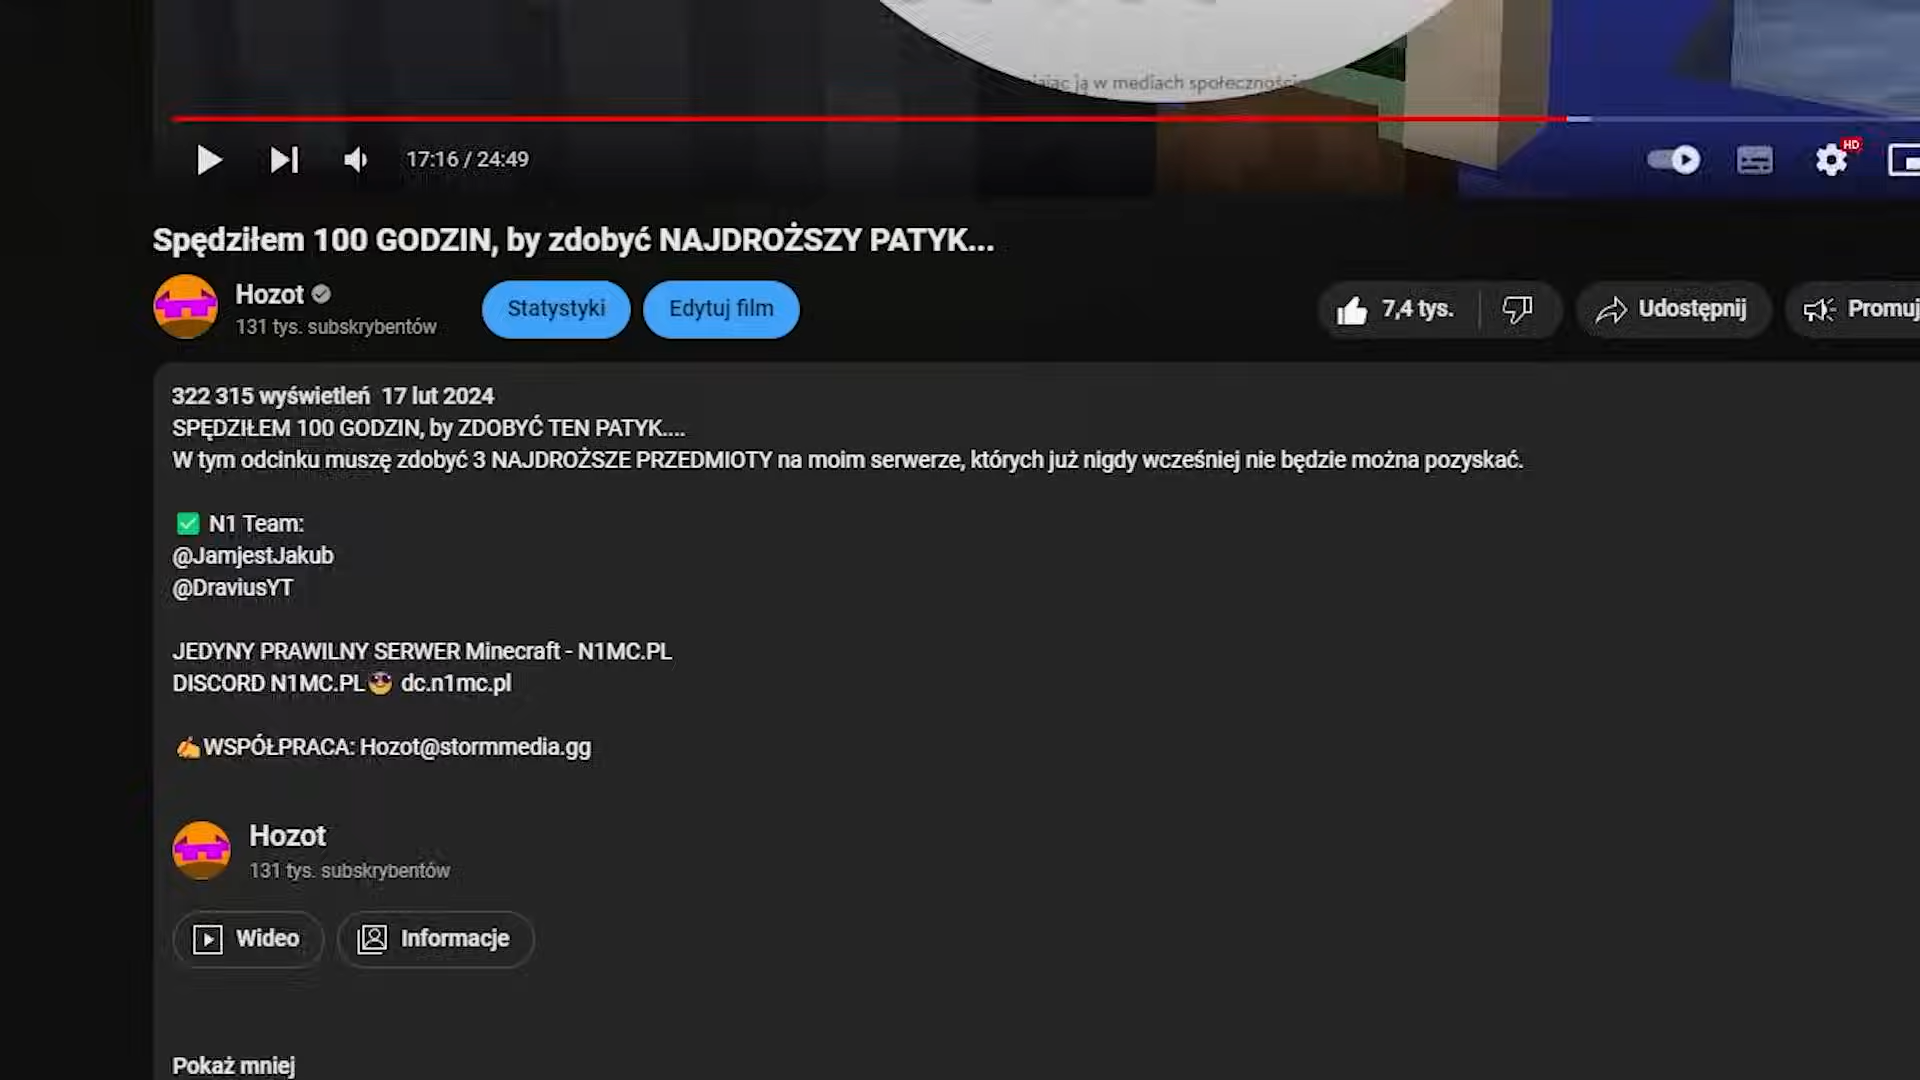 ją w mediach
17:16 / 24:49
HD
Spędziłem 100 GODZIN, by zdobyć NAJDROŻSZY PATYK...
Hozot
131 tys. subskrybentów
Statystyki
Edytuj film
7,4 tys.
Udostępnij
Promuj
322 315 wyświetleń 17 lut 2024
SPĘDZIŁEM 100 GODZIN, by ZDOBYĆ TEN PATYK....
W tym odcinku muszę zdobyć 3 NAJDROŻSZE PRZEDMIOTY na moim serwerze, których już nigdy wcześniej nie będzie można pozyskać.
✅ N1 Team:
@JamjestJakub
@DraviusYT
JEDYNY PRAWILNY SERWER Minecraft - N1MC.PL
DISCORD N1MC.PL😎 dc.n1mc.pl
✍️WSPÓŁPRACA: Hozot@stormmedia.gg
Hozot
131 tys. subskrybentów
Wideo
Informacje
Pokaż mniej